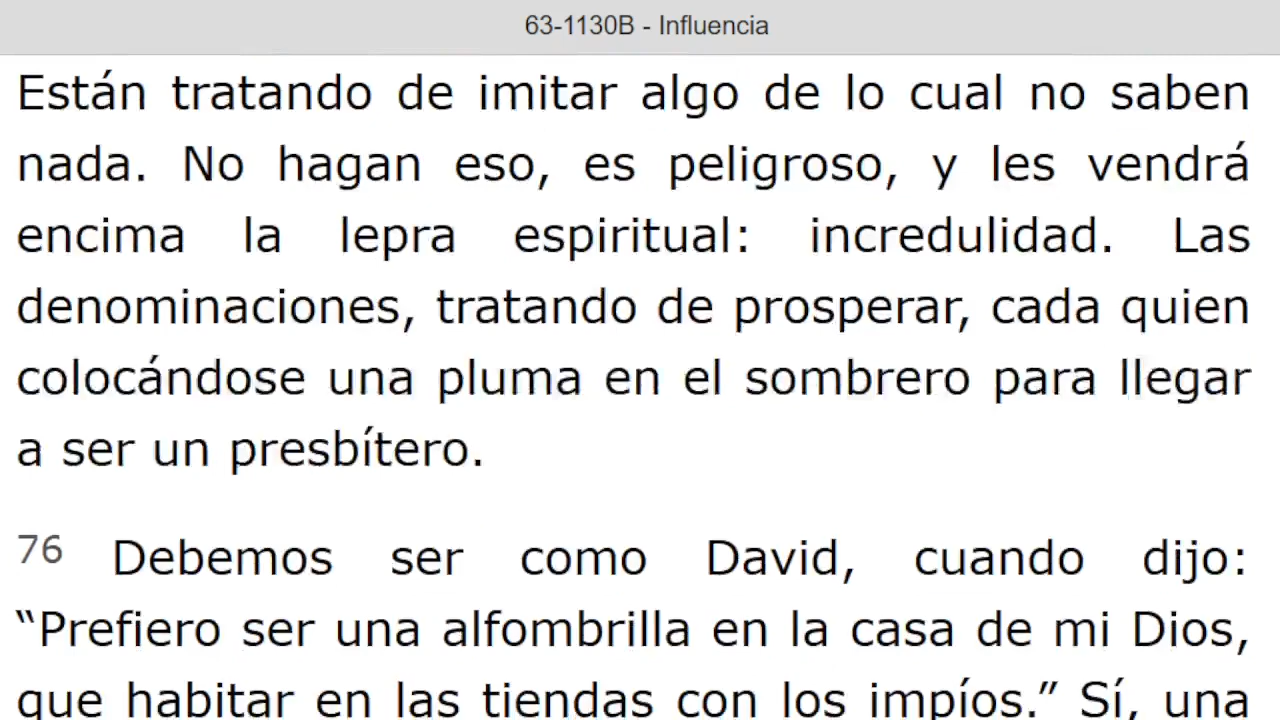 63-1130B - Influencia
Están tratando de imitar algo de lo cual no saben
nada. No hagan eso, es peligroso, y les vendrá
encima la lepra espiritual: incredulidad. Las
denominaciones, tratando de prosperar, cada quien
colocándose una pluma en el sombrero para llegar
a ser un presbítero.
76 Debemos ser como David, cuando dijo:
“Prefiero ser una alfombrilla en la casa de mi Dios,
que habitar en las tiendas con los impíos.” Sí, una